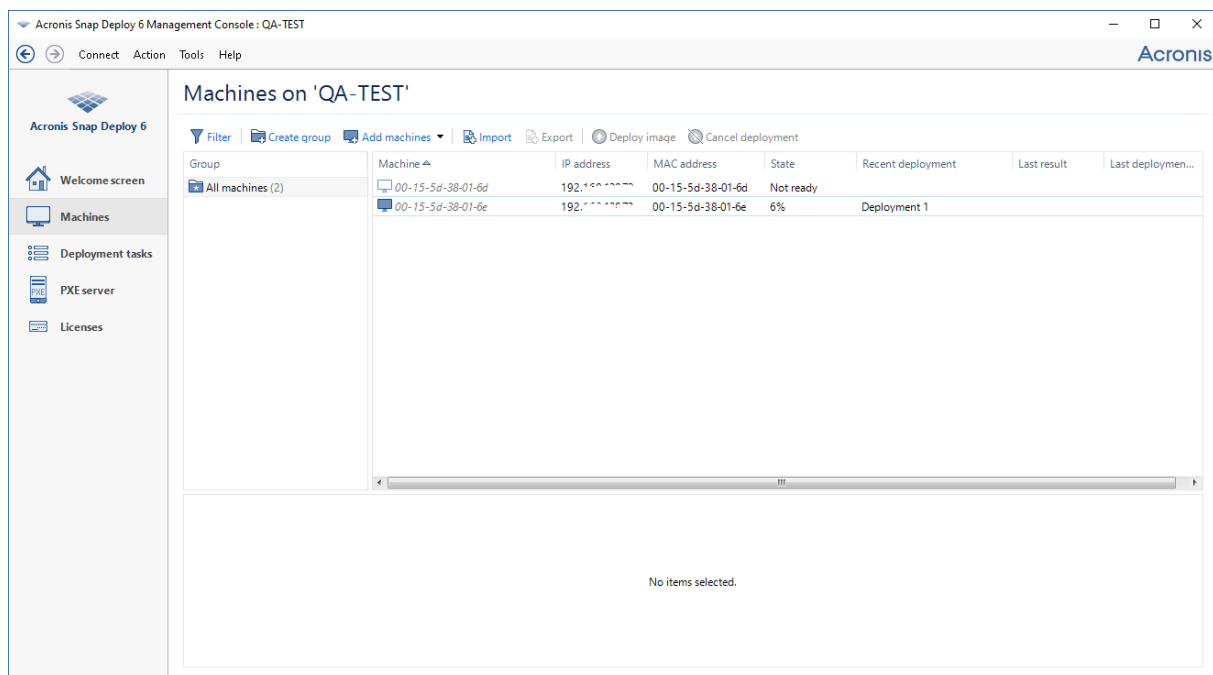 Acronis Snap Deploy 6 Management Console : QA-TEST
Connect Action Tools Help
Acronis
Acronis Snap Deploy 6
Welcome screen
Machines
Deployment tasks
PXE
PXE server
Licenses
Machines on 'QA-TEST'
Filter Create group Add machines Import Export Deploy image Cancel deployment
Group
All machines (2)
Machine IP address MAC address State Recent deployment Last result Last deploymen...
00-15-5d-38-01-6d 192. 00-15-5d-38-01-6d Not ready
00-15-5d-38-01-6e 192. 00-15-5d-38-01-6e 6% Deployment 1
No items selected.